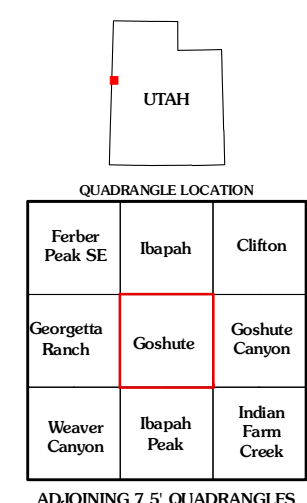 UTAH
QUADRANGLE LOCATION
Ferber
Peak SE
Ibapah
Clifton
Georgetta
Ranch
Goshute
Goshute
Canyon
Weaver
Canyon
Ibapah
Peak
Indian
Farm
Creek
ADJOINING 7.5' QUADRANGLES